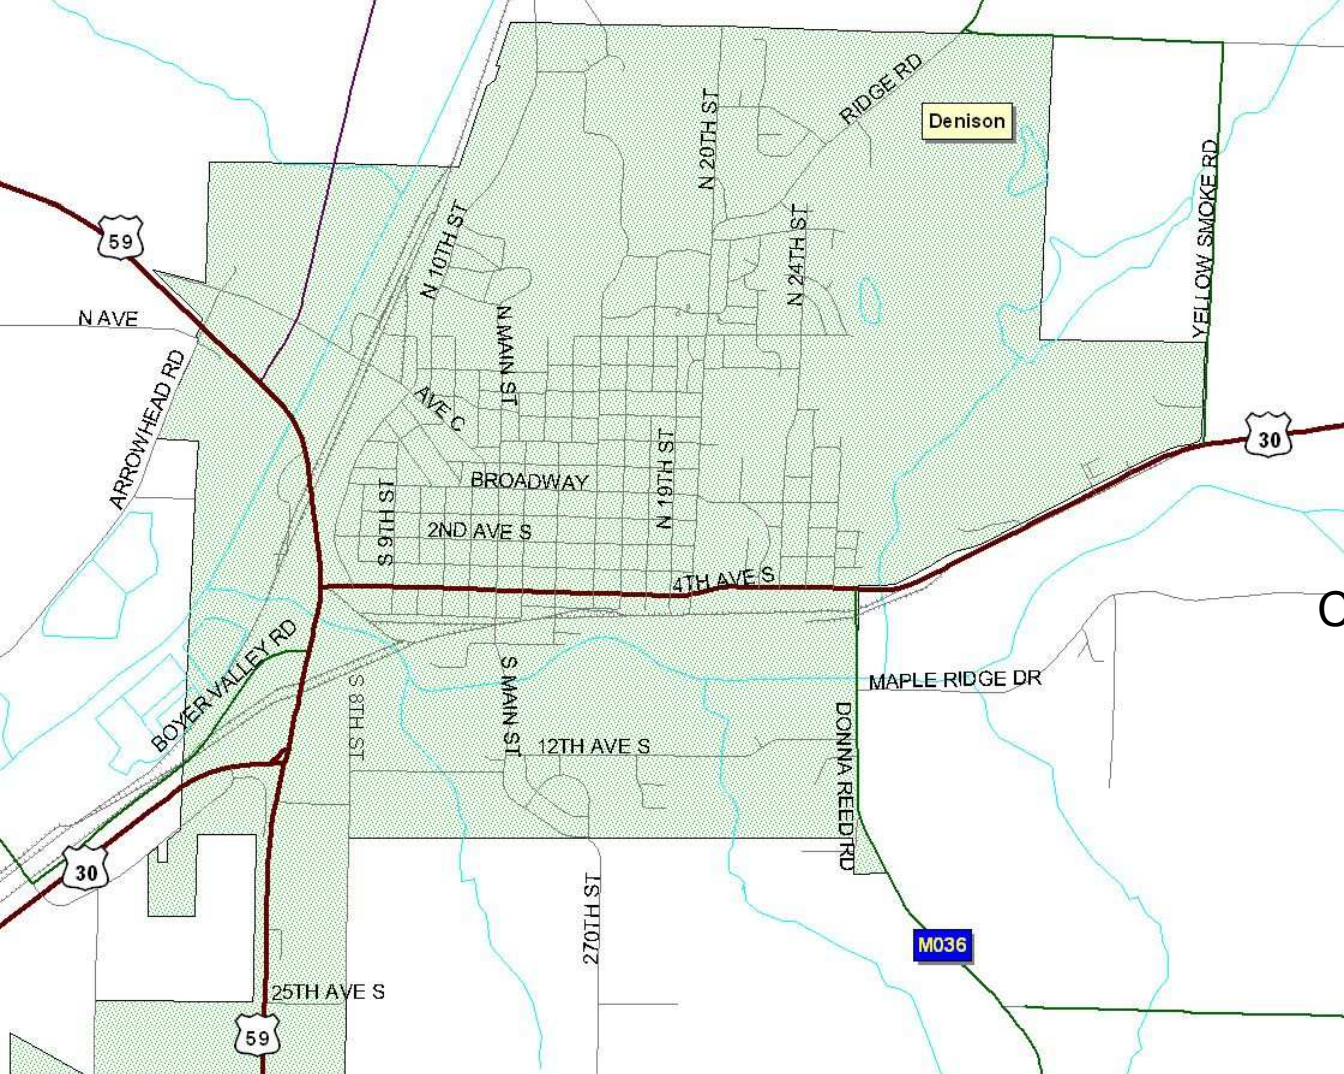 RIDGE RD
Denison
N 20TH ST
YELLOW SMOKE RD
59
N 10TH ST
N 24TH ST
N AVE
N MAIN ST
ARROWHEAD RD
AVE C
30
N 19TH ST
BROADWAY
S 9TH ST
2ND AVE S
4TH AVE S
C
BOYER VALLEY RD
MAPLE RIDGE DR
S 8TH ST
S MAIN ST
12TH AVE S
DONNA REED RD
30
270TH ST
M036
25TH AVE S
59